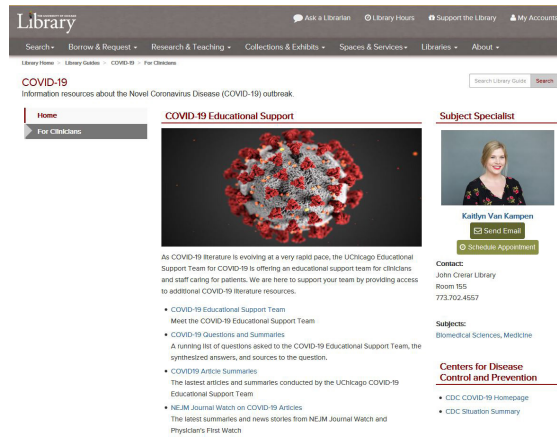 THE UNIVERSITY OF CHICAGO
Library
Ask a Librarian Library Hours Support the Library My Accounts
Search Borrow & Request Research & Teaching Collections & Exhibits Spaces & Services Libraries About
Library Home > Library Guides > COVID-19 > For Clinicians
COVID-19
Information resources about the Novel Coronavirus Disease (COVID-19) outbreak.
Search Library Guide Search
Home
For Clinicians
COVID-19 Educational Support
As COVID-19 literature is evolving at a very rapid pace, the UChicago Educational
Support Team for COVID-19 is offering an educational support team for clinicians
and staff caring for patients. We are here to support your team by providing access
to additional COVID-19 literature resources.
• COVID-19 Educational Support Team
Meet the COVID-19 Educational Support Team
• COVID-19 Questions and Summaries
A running list of questions asked to the COVID-19 Educational Support Team, the
synthesized answers, and sources to the question.
• COVID19 Article Summaries
The lastest articles and summaries conducted by the UChicago COVID-19
Educational Support Team
• NEJM Journal Watch on COVID-19 Articles
The latest summaries and news stories from NEJM Journal Watch and
Physician's First Watch
Subject Specialist
Kaitlyn Van Kampen
Send Email
Schedule Appointment
Contact:
John Crerar Library
Room 155
773.702.4557
Subjects:
Biomedical Sciences, Medicine
Centers for Disease
Control and Prevention
• CDC COVID-19 Homepage
• CDC Situation Summary